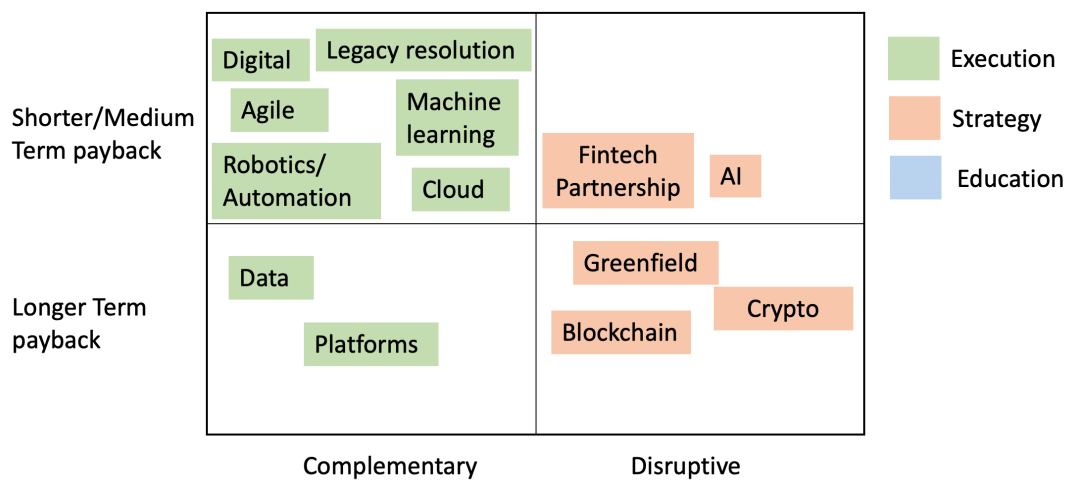 Digital
Legacy resolution
Agile
Machine
learning
Robotics/
Automation
Cloud
Shorter/Medium
Term payback
Fintech
Partnership
AI
Execution
Strategy
Education
Longer Term
payback
Data
Platforms
Greenfield
Crypto
Blockchain
Complementary
Disruptive